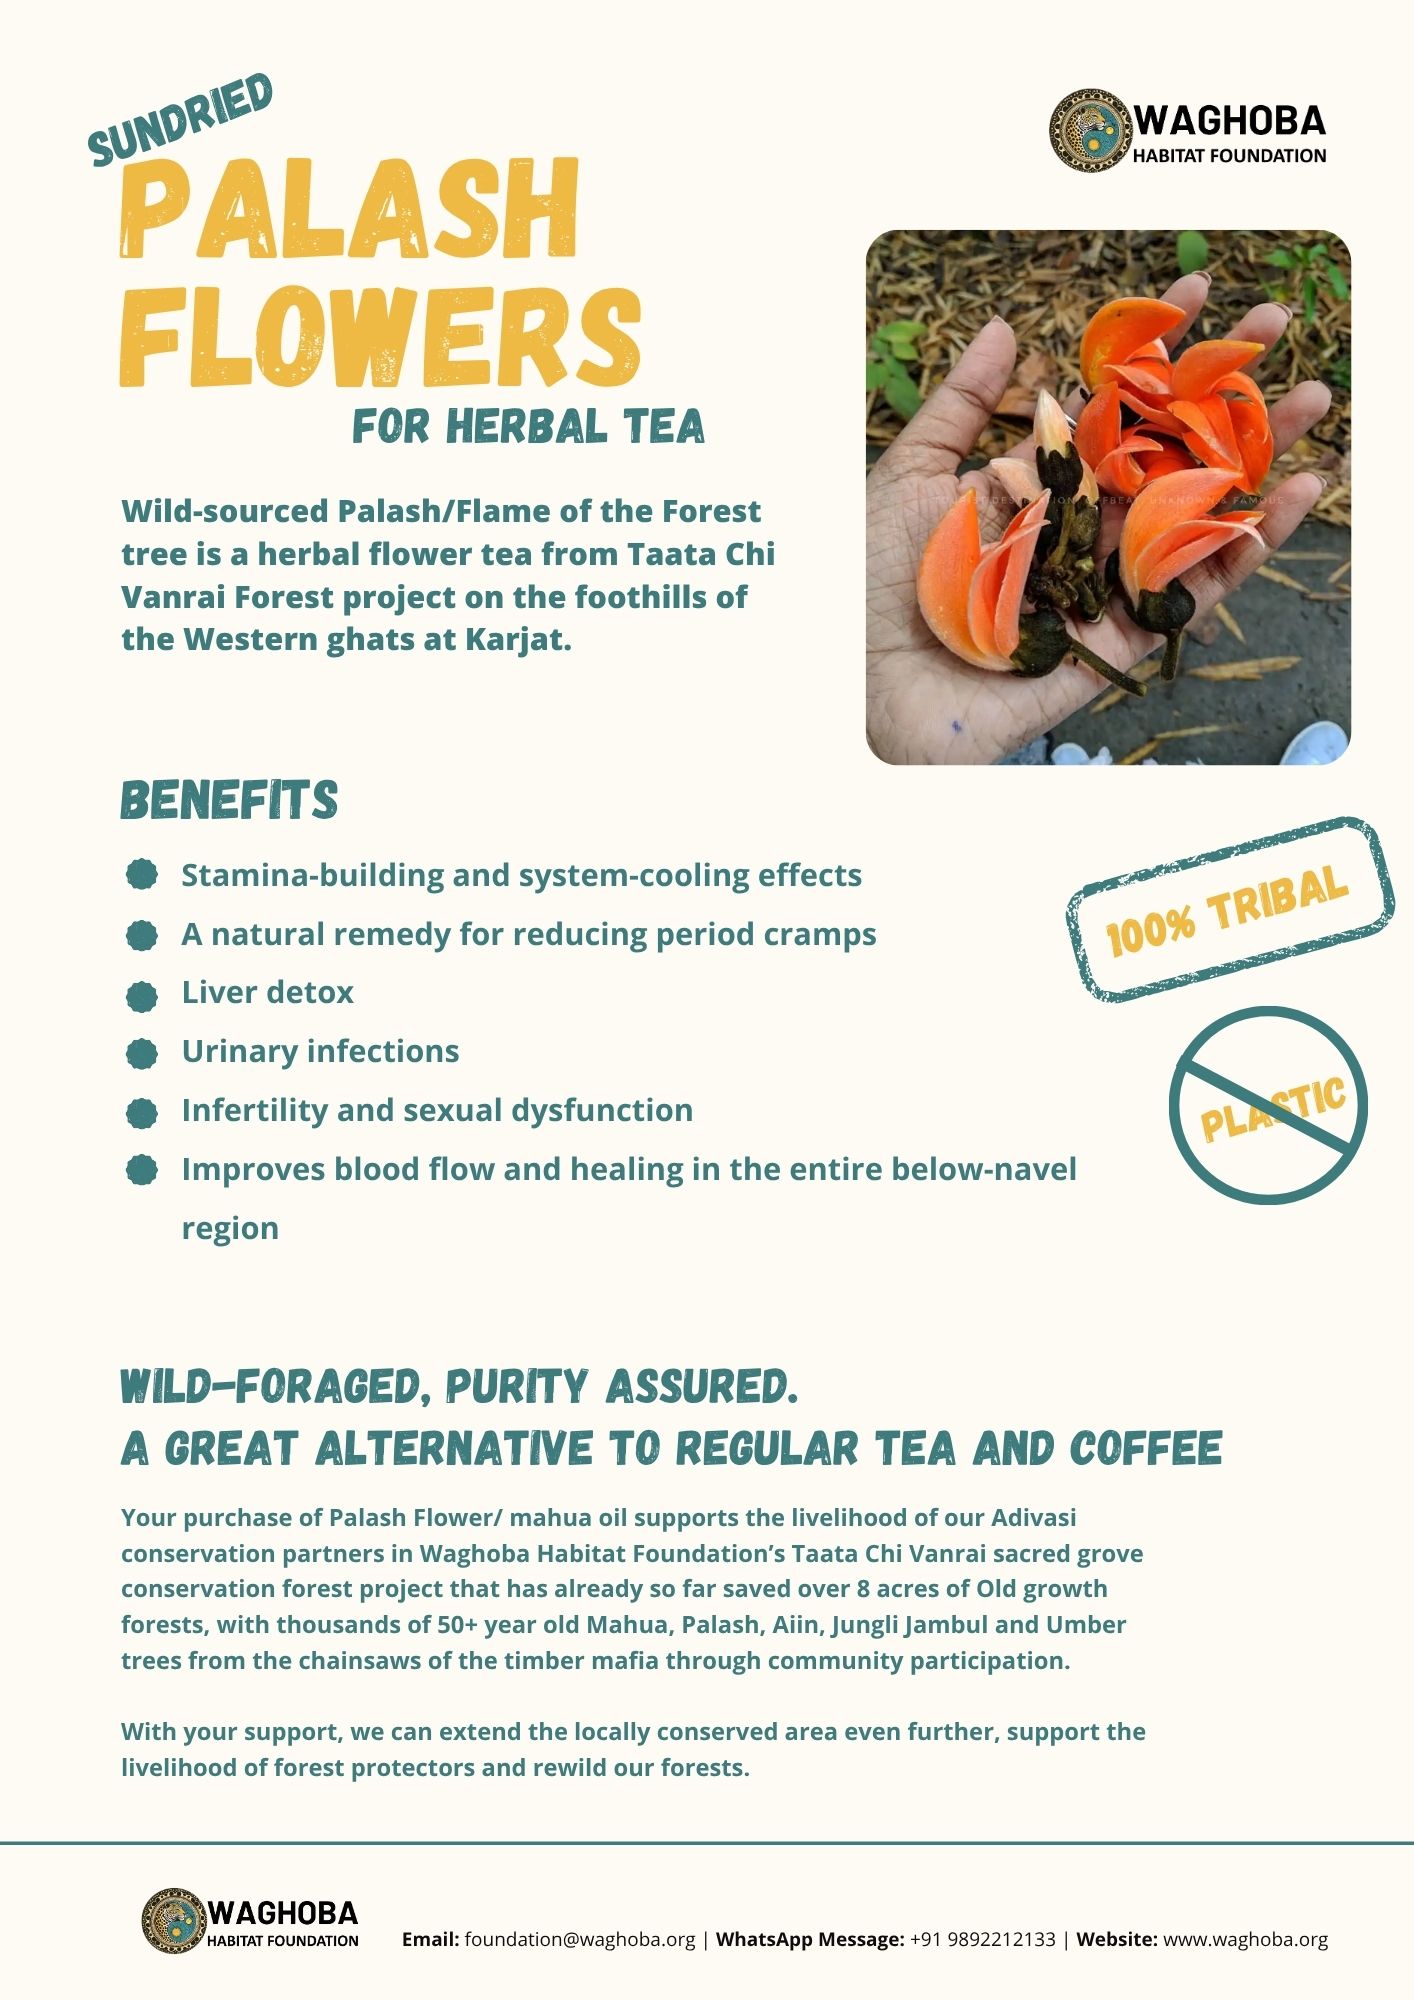 SUNDRIED
PALASH
FLOWERS
FOR HERBAL TEA
WAGHOBA
HABITAT FOUNDATION
Wild-sourced Palash/Flame of the Forest
tree is a herbal flower tea from Taata Chi
Vanrai Forest project on the foothills of
the Western ghats at Karjat.
TOURIST DESTINATION, OFFBEAT, UNKNOWN & FAMOUS
BENEFITS
Stamina-building and system-cooling effects
A natural remedy for reducing period cramps
Liver detox
Urinary infections
Infertility and sexual dysfunction
Improves blood flow and healing in the entire below-navel
region
100% TRIBAL
PLASTIC
WILD-FORAGED, PURITY ASSURED.
A GREAT ALTERNATIVE TO REGULAR TEA AND COFFEE
Your purchase of Palash Flower/ mahua oil supports the livelihood of our Adivasi
conservation partners in Waghoba Habitat Foundation’s Taata Chi Vanrai sacred grove
conservation forest project that has already so far saved over 8 acres of Old growth
forests, with thousands of 50+ year old Mahua, Palash, Aiin, Jungli Jambul and Umber
trees from the chainsaws of the timber mafia through community participation.
With your support, we can extend the locally conserved area even further, support the
livelihood of forest protectors and rewild our forests.
WAGHOBA
HABITAT FOUNDATION
Email: foundation@waghoba.org | WhatsApp Message: +91 9892212133 | Website: www.waghoba.org